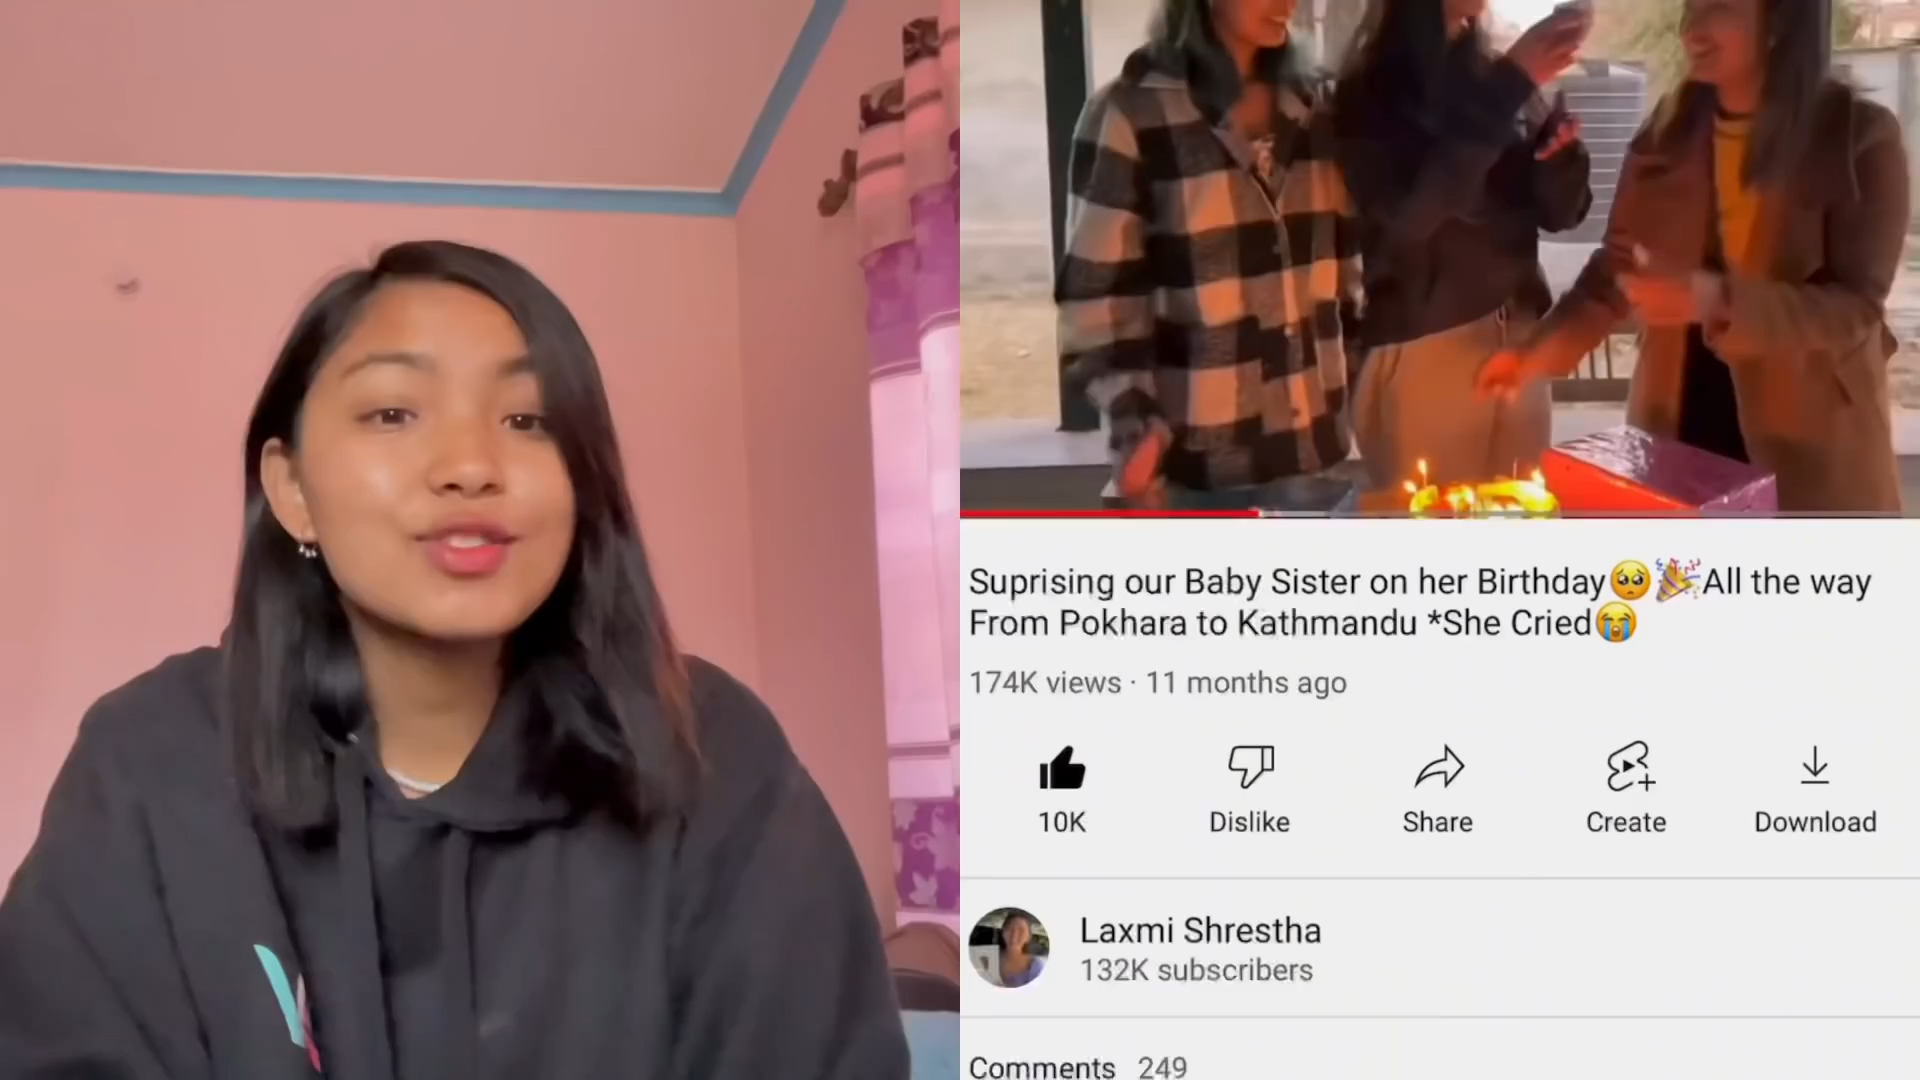 Suprising our Baby Sister on her Birthday🥺🎉All the way
From Pokhara to Kathmandu *She Cried😭
174K views · 11 months ago
10K
Dislike
Share
Create
Download
Laxmi Shrestha
132K subscribers
Comments 249